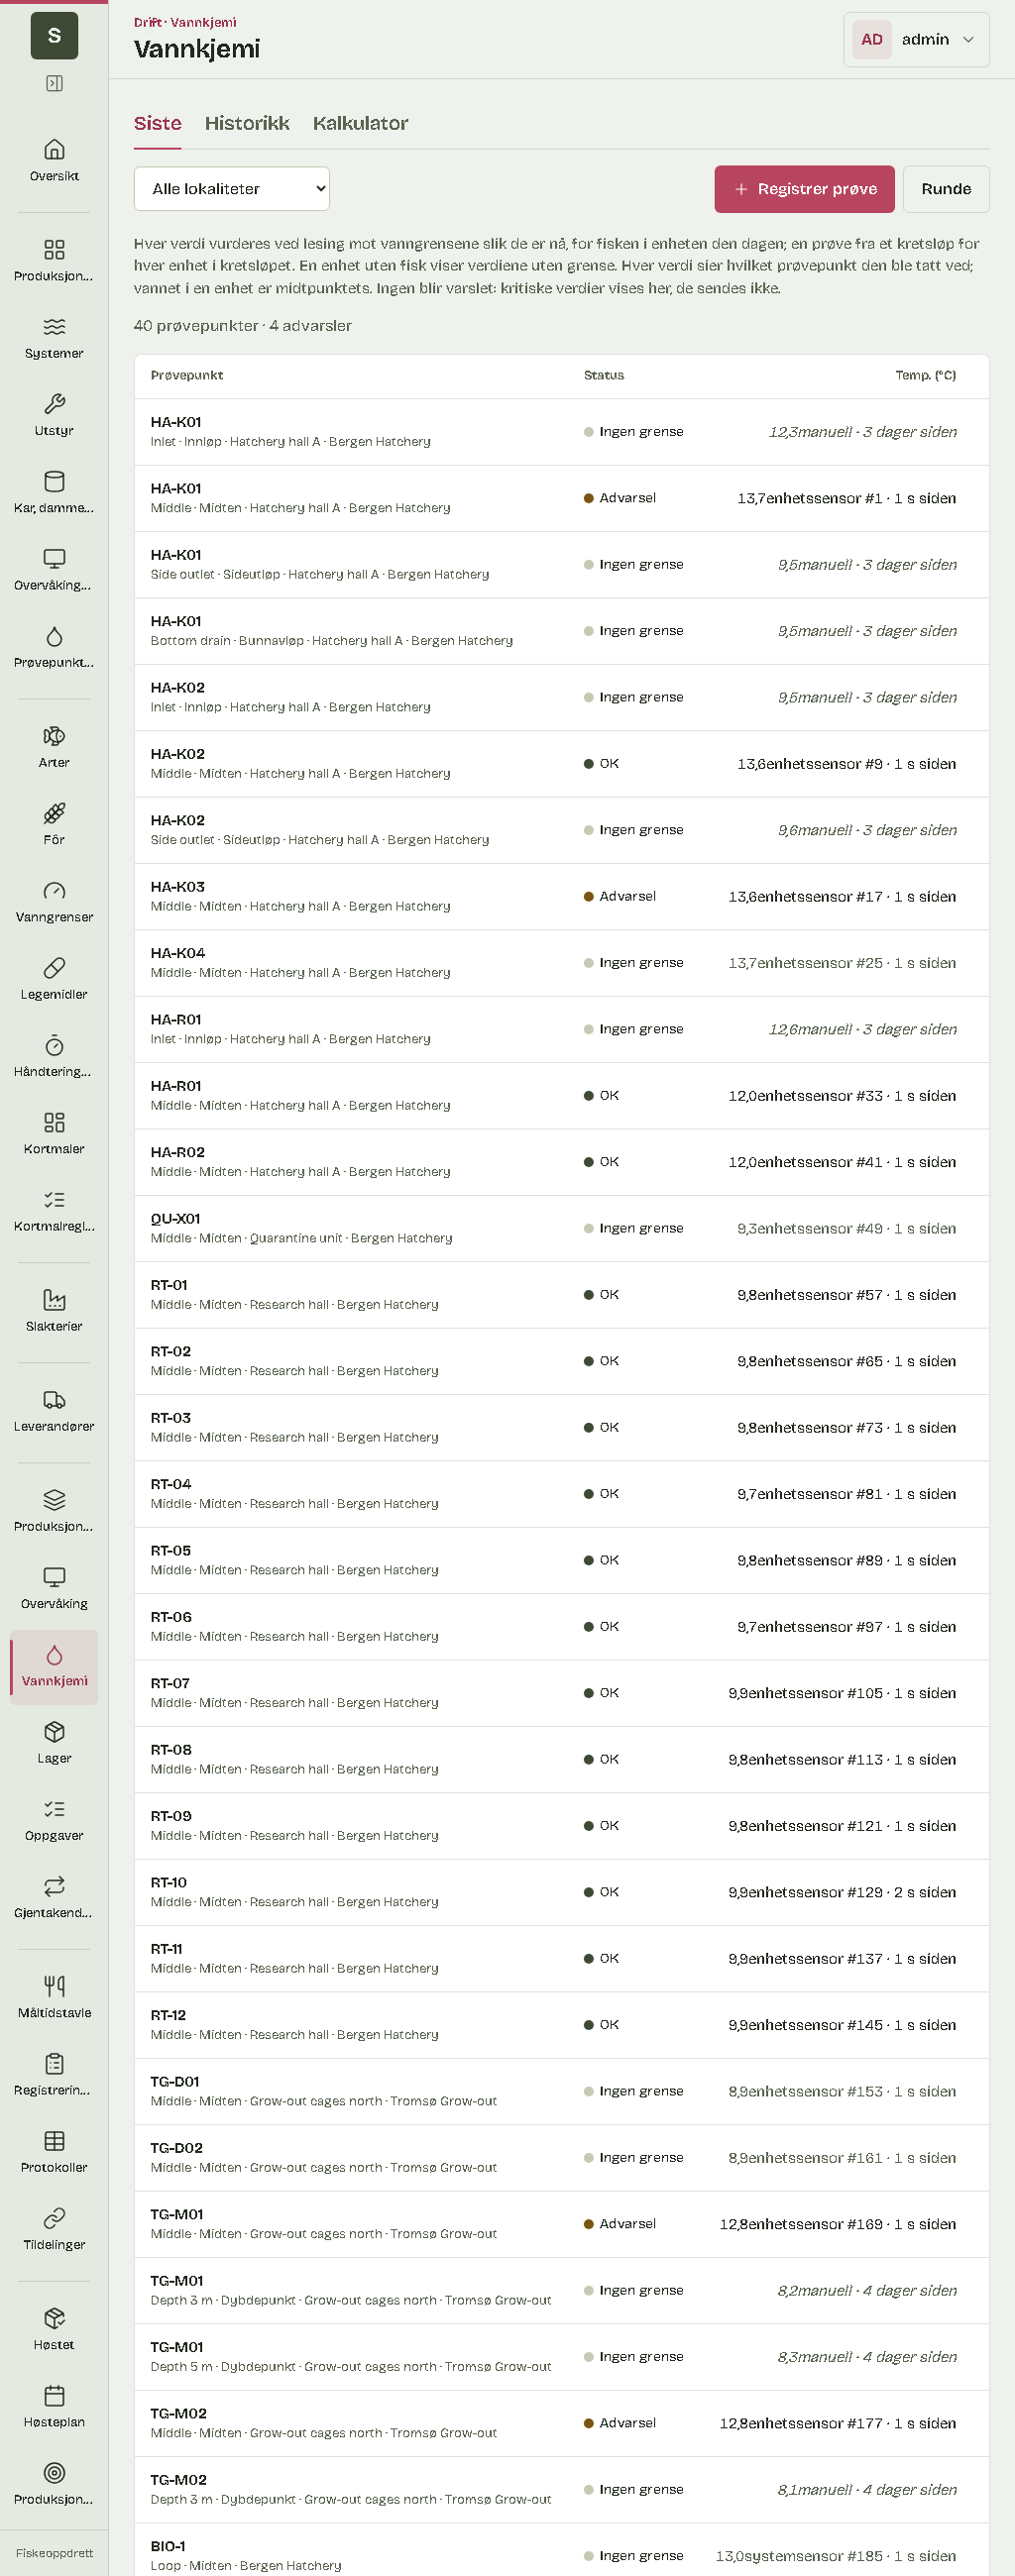 S
Oversikt
Produksjon...
Systemer
Utstyr
Kar, damme...
Overvåking...
Prøvepunkt...
Arter
Fôr
Vanngrenser
Legemidler
Håndtering...
Kortmaler
Kortmalregl...
Slakterier
Leverandører
Produksjon...
Overvåking
Vannkjemi
Lager
Oppgaver
Gjentakend...
Måltidstavle
Registrerin...
Protokoller
Tildelinger
Høstet
Høsteplan
Produksjon...
Fiskeoppdrett
Drift · Vannkjemi
Vannkjemi
AD admin
Siste Historikk Kalkulator
Alle lokaliteter
+ Registrer prøve Runde
Hver verdi vurderes ved lesing mot vanngrensene slik de er nå, for fisken i enheten den dagen; en prøve fra et kretsløp for
hver enhet i kretsløpet. En enhet uten fisk viser verdiene uten grense. Hver verdi sier hvilket prøvepunkt den ble tatt ved;
vannet i en enhet er midtpunktets. Ingen blir varslet: kritiske verdier vises her, de sendes ikke.
40 prøvepunkter · 4 advarsler
Prøvepunkt Status Temp. (°C)
HA-K01
Inlet · Innløp · Hatchery hall A · Bergen Hatchery
Ingen grense 12,3manuell · 3 dager siden
HA-K01
Middle · Midten · Hatchery hall A · Bergen Hatchery
Advarsel 13,7enhetssensor #1 · 1 s siden
HA-K01
Side outlet · Sideutløp · Hatchery hall A · Bergen Hatchery
Ingen grense 9,5manuell · 3 dager siden
HA-K01
Bottom drain · Bunnavløp · Hatchery hall A · Bergen Hatchery
Ingen grense 9,5manuell · 3 dager siden
HA-K02
Inlet · Innløp · Hatchery hall A · Bergen Hatchery
Ingen grense 9,5manuell · 3 dager siden
HA-K02
Middle · Midten · Hatchery hall A · Bergen Hatchery
OK 13,6enhetssensor #9 · 1 s siden
HA-K02
Side outlet · Sideutløp · Hatchery hall A · Bergen Hatchery
Ingen grense 9,6manuell · 3 dager siden
HA-K03
Middle · Midten · Hatchery hall A · Bergen Hatchery
Advarsel 13,6enhetssensor #17 · 1 s siden
HA-K04
Middle · Midten · Hatchery hall A · Bergen Hatchery
Ingen grense 13,7enhetssensor #25 · 1 s siden
HA-R01
Inlet · Innløp · Hatchery hall A · Bergen Hatchery
Ingen grense 12,6manuell · 3 dager siden
HA-R01
Middle · Midten · Hatchery hall A · Bergen Hatchery
OK 12,0enhetssensor #33 · 1 s siden
HA-R02
Middle · Midten · Hatchery hall A · Bergen Hatchery
OK 12,0enhetssensor #41 · 1 s siden
QU-X01
Middle · Midten · Quarantine unit · Bergen Hatchery
Ingen grense 9,3enhetssensor #49 · 1 s siden
RT-01
Middle · Midten · Research hall · Bergen Hatchery
OK 9,8enhetssensor #57 · 1 s siden
RT-02
Middle · Midten · Research hall · Bergen Hatchery
OK 9,8enhetssensor #65 · 1 s siden
RT-03
Middle · Midten · Research hall · Bergen Hatchery
OK 9,8enhetssensor #73 · 1 s siden
RT-04
Middle · Midten · Research hall · Bergen Hatchery
OK 9,7enhetssensor #81 · 1 s siden
RT-05
Middle · Midten · Research hall · Bergen Hatchery
OK 9,8enhetssensor #89 · 1 s siden
RT-06
Middle · Midten · Research hall · Bergen Hatchery
OK 9,7enhetssensor #97 · 1 s siden
RT-07
Middle · Midten · Research hall · Bergen Hatchery
OK 9,9enhetssensor #105 · 1 s siden
RT-08
Middle · Midten · Research hall · Bergen Hatchery
OK 9,8enhetssensor #113 · 1 s siden
RT-09
Middle · Midten · Research hall · Bergen Hatchery
OK 9,8enhetssensor #121 · 1 s siden
RT-10
Middle · Midten · Research hall · Bergen Hatchery
OK 9,9enhetssensor #129 · 2 s siden
RT-11
Middle · Midten · Research hall · Bergen Hatchery
OK 9,9enhetssensor #137 · 1 s siden
RT-12
Middle · Midten · Research hall · Bergen Hatchery
OK 9,9enhetssensor #145 · 1 s siden
TG-D01
Middle · Midten · Grow-out cages north · Tromsø Grow-out
Ingen grense 8,9enhetssensor #153 · 1 s siden
TG-D02
Middle · Midten · Grow-out cages north · Tromsø Grow-out
Ingen grense 8,9enhetssensor #161 · 1 s siden
TG-M01
Middle · Midten · Grow-out cages north · Tromsø Grow-out
Advarsel 12,8enhetssensor #169 · 1 s siden
TG-M01
Depth 3 m · Dybdepunkt · Grow-out cages north · Tromsø Grow-out
Ingen grense 8,2manuell · 4 dager siden
TG-M01
Depth 5 m · Dybdepunkt · Grow-out cages north · Tromsø Grow-out
Ingen grense 8,3manuell · 4 dager siden
TG-M02
Middle · Midten · Grow-out cages north · Tromsø Grow-out
Advarsel 12,8enhetssensor #177 · 1 s siden
TG-M02
Depth 3 m · Dybdepunkt · Grow-out cages north · Tromsø Grow-out
Ingen grense 8,1manuell · 4 dager siden
BIO-1
Loop · Midten · Bergen Hatchery
Ingen grense 13,0systemsensor #185 · 1 s siden